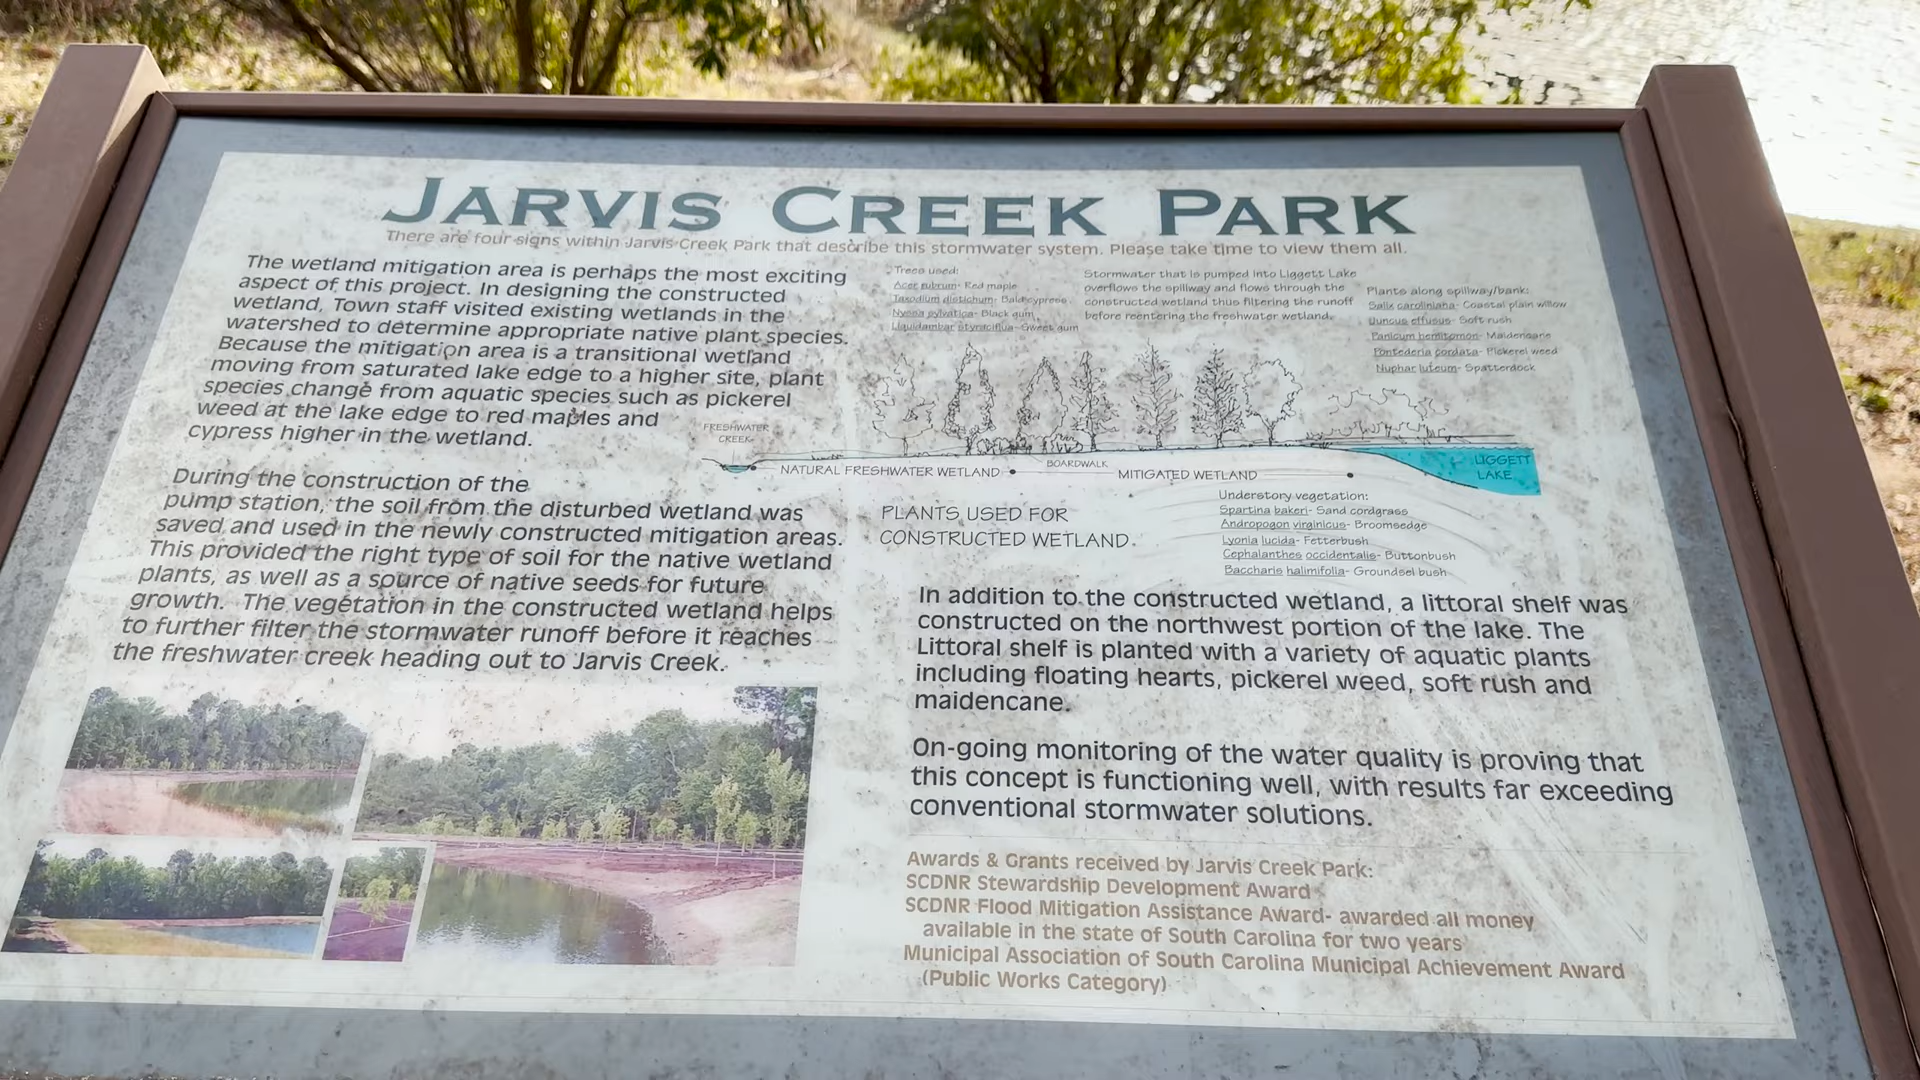 JARVIS CREEK PARK
There are four signs within Jarvis Creek Park that describe this stormwater system. Please take time to view them all.
The wetland mitigation area is perhaps the most exciting
aspect of this project. In designing the constructed
wetland, Town staff visited existing wetlands in the
watershed to determine appropriate native plant species.
Because the mitigation area is a transitional wetland
moving from saturated lake edge to a higher site, plant
species change from aquatic species such as pickerel
weed at the lake edge to red maples and
cypress higher in the wetland.
During the construction of the
pump station, the soil from the disturbed wetland was
saved and used in the newly constructed mitigation areas.
This provided the right type of soil for the native wetland
plants, as well as a source of native seeds for future
growth. The vegetation in the constructed wetland helps
to further filter the stormwater runoff before it reaches
the freshwater creek heading out to Jarvis Creek.
Trees used:
Acer rubrum- Red maple
Taxodium distichum- Baldcypress
Nyssa sylvatica- Black gum
Liquidambar styraciflua- Sweet gum
Stormwater that is pumped into Liggett Lake
overflows the spillway and flows through the
constructed wetland thus filtering the runoff
before reentering the freshwater wetland.
Plants along spillway/bank:
Salix caroliniana- Coastal plain willow
Juncus effusus- Soft rush
Panicum hemitomon- Maidencane
Pontederia cordata- Pickerel weed
Nuphar luteum- Spatterdock
FRESHWATER
CREEK
NATURAL FRESHWATER WETLAND
BOARDWALK
MITIGATED WETLAND
LIGGETT
LAKE
PLANTS USED FOR
CONSTRUCTED WETLAND
Understory vegetation:
Spartina bakeri- Sand cordgrass
Andropogon virginicus- Broomsedge
Lyonia lucida- Fetterbush
Cephalanthes occidentalis- Buttonbush
Baccharis halimifolia- Groundsel bush
In addition to the constructed wetland, a littoral shelf was
constructed on the northwest portion of the lake. The
Littoral shelf is planted with a variety of aquatic plants
including floating hearts, pickerel weed, soft rush and
maidencane.
On-going monitoring of the water quality is proving that
this concept is functioning well, with results far exceeding
conventional stormwater solutions.
Awards & Grants received by Jarvis Creek Park:
SCDNR Stewardship Development Award
SCDNR Flood Mitigation Assistance Award- awarded all money
available in the state of South Carolina for two years
Municipal Association of South Carolina Municipal Achievement Award
(Public Works Category)